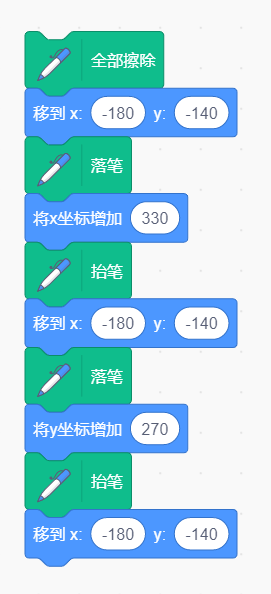 全部擦除
移到 x: -180 y: -140
落笔
将x坐标增加 330
抬笔
移到 x: -180 y: -140
落笔
将y坐标增加 270
抬笔
移到 x: -180 y: -140